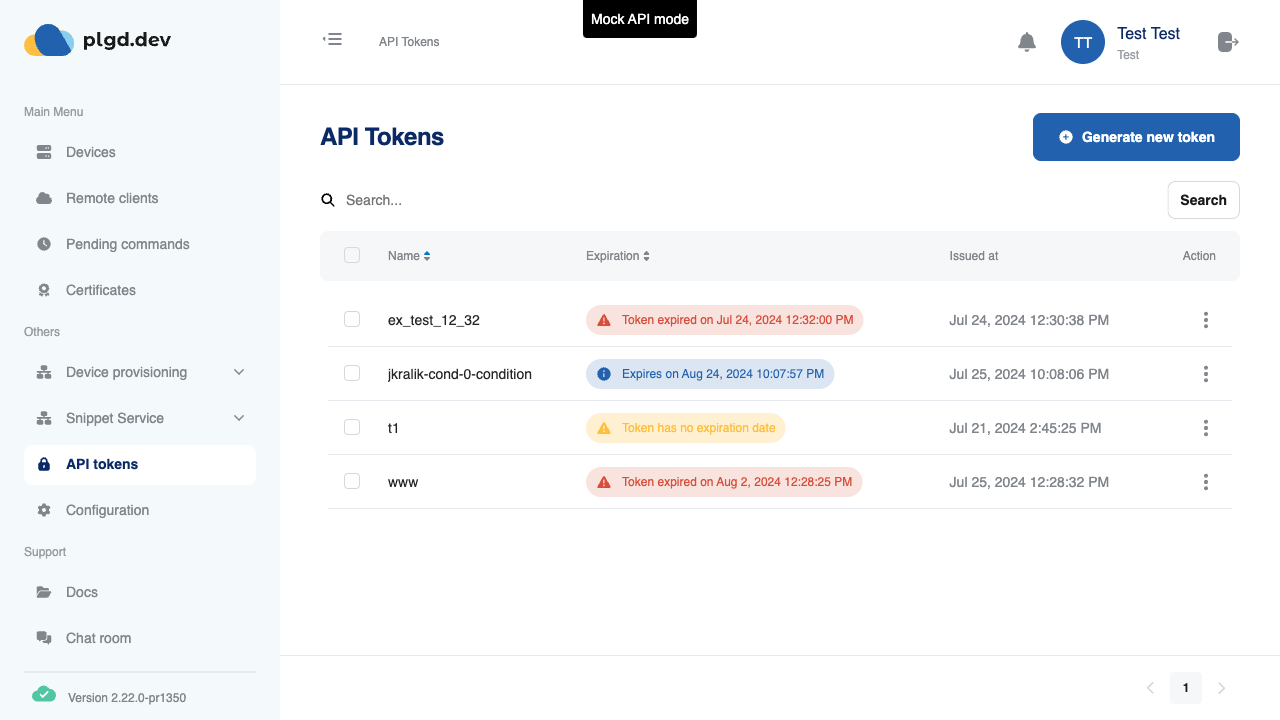 plgd.dev
Mock API mode
API Tokens
TT
Test Test
Test
Main Menu
Devices
Remote clients
Pending commands
Certificates
Others
Device provisioning
Snippet Service
API tokens
Configuration
Support
Docs
Chat room
Version 2.22.0-pr1350
API Tokens
Generate new token
Search...
Search
Name Expiration Issued at Action
ex_test_12_32 Token expired on Jul 24, 2024 12:32:00 PM Jul 24, 2024 12:30:38 PM
jkralik-cond-0-condition Expires on Aug 24, 2024 10:07:57 PM Jul 25, 2024 10:08:06 PM
t1 Token has no expiration date Jul 21, 2024 2:45:25 PM
www Token expired on Aug 2, 2024 12:28:25 PM Jul 25, 2024 12:28:32 PM
1